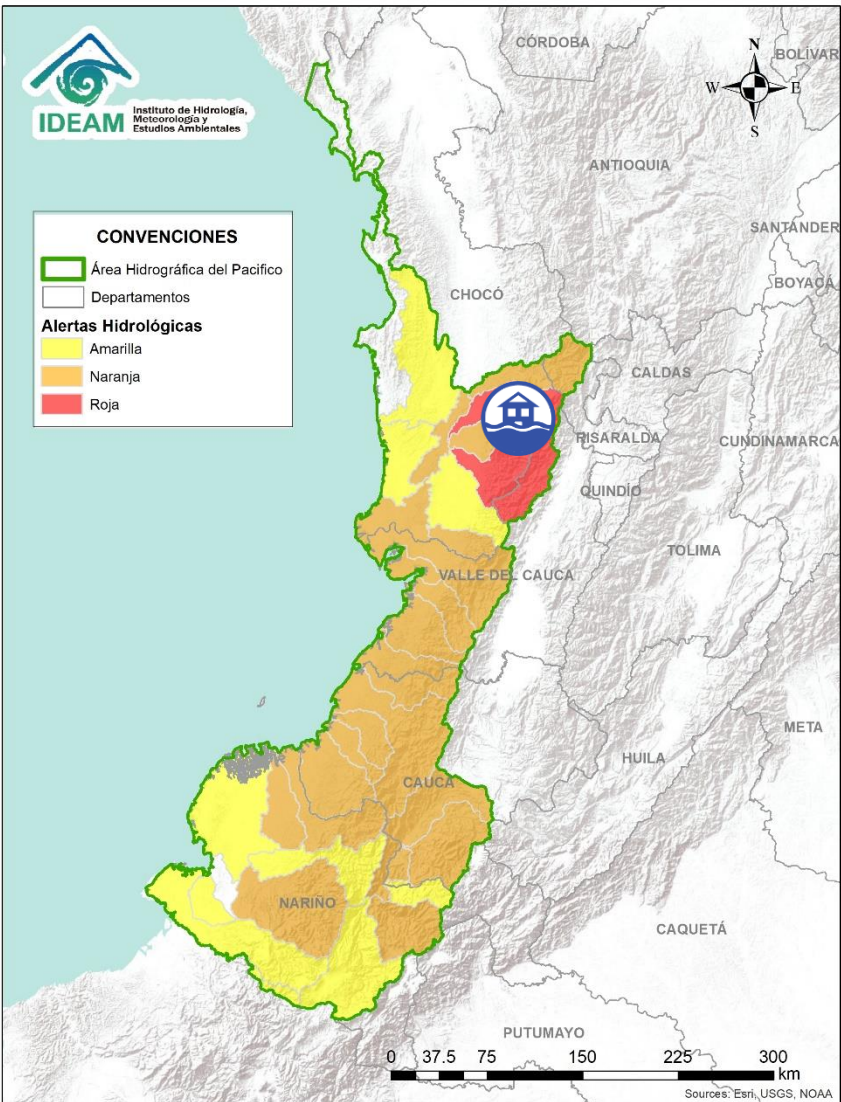 IDEAM
Instituto de Hidrología,
Meteorología y
Estudios Ambientales
N
W
E
S
CÓRDOBA
BOLÍVAR
ANTIOQUIA
SANTANDER
BOYACÁ
CONVENCIONES
Área Hidrográfica del Pacifico
Departamentos
Alertas Hidrológicas
Amarilla
Naranja
Roja
CHOCÓ
CALDAS
RISARALDA
CUNDINAMARCA
QUINDÍO
TOLIMA
VALLE DEL CAUCA
META
HUILA
CAUCA
NARIÑO
CAQUETÁ
PUTUMAYO
0 37.5 75 150 225 300
km
Sources: Esri, USGS, NOAA